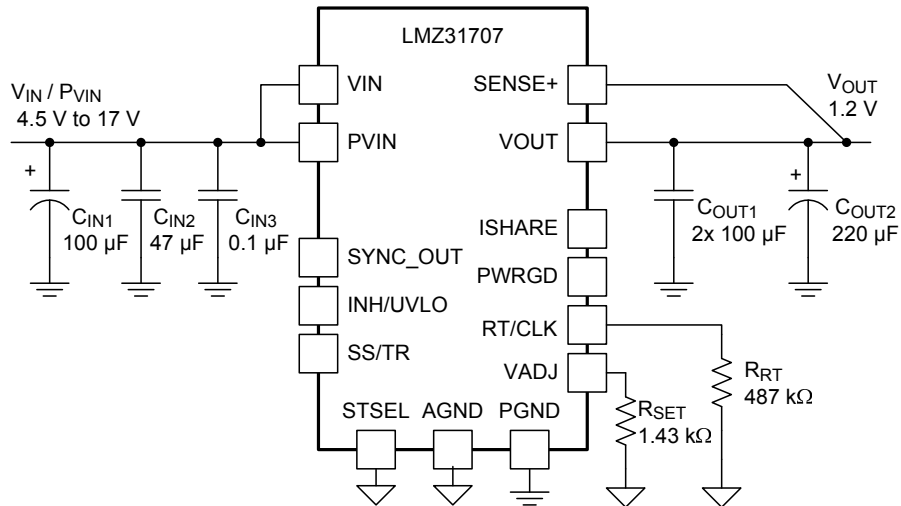 LMZ31707
VIN
SENSE+
VOUT
1.2 V
VIN / PVIN
4.5 V to 17 V
PVIN
VOUT
+
CIN1
100 µF
CIN2
47 µF
CIN3
0.1 µF
COUT1
2x 100 µF
+
COUT2
220 µF
ISHARE
SYNC_OUT
PWRGD
INH/UVLO
RT/CLK
SS/TR
VADJ
RRT
487 kΩ
RSET
1.43 kΩ
STSEL AGND PGND